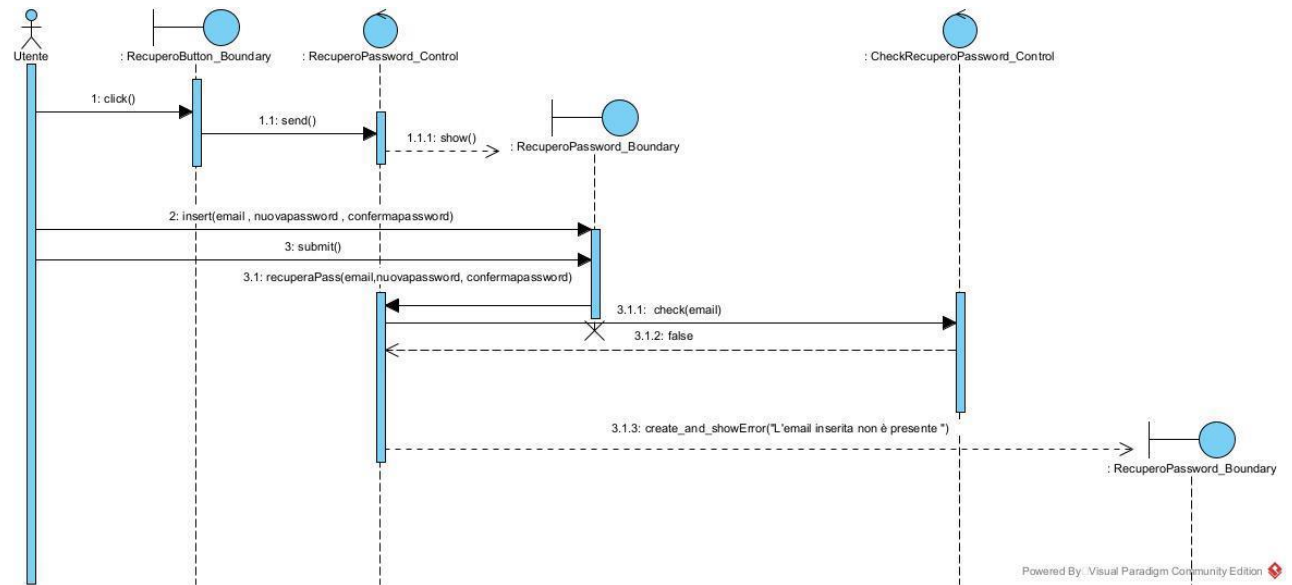 Utente
: RecuperoButton_Boundary
: RecuperoPassword_Control
: CheckRecuperoPassword_Control
1: click()
1.1: send()
1.1.1: show()
: RecuperoPassword_Boundary
2: insert(email , nuovapassword , confermapassword)
3: submit()
3.1: recuperaPass(email,nuovapassword, confermapassword)
3.1.1: check(email)
3.1.2: false
3.1.3: create_and_showError("L'email inserita non è presente ")
: RecuperoPassword_Boundary
Powered By Visual Paradigm Community Edition